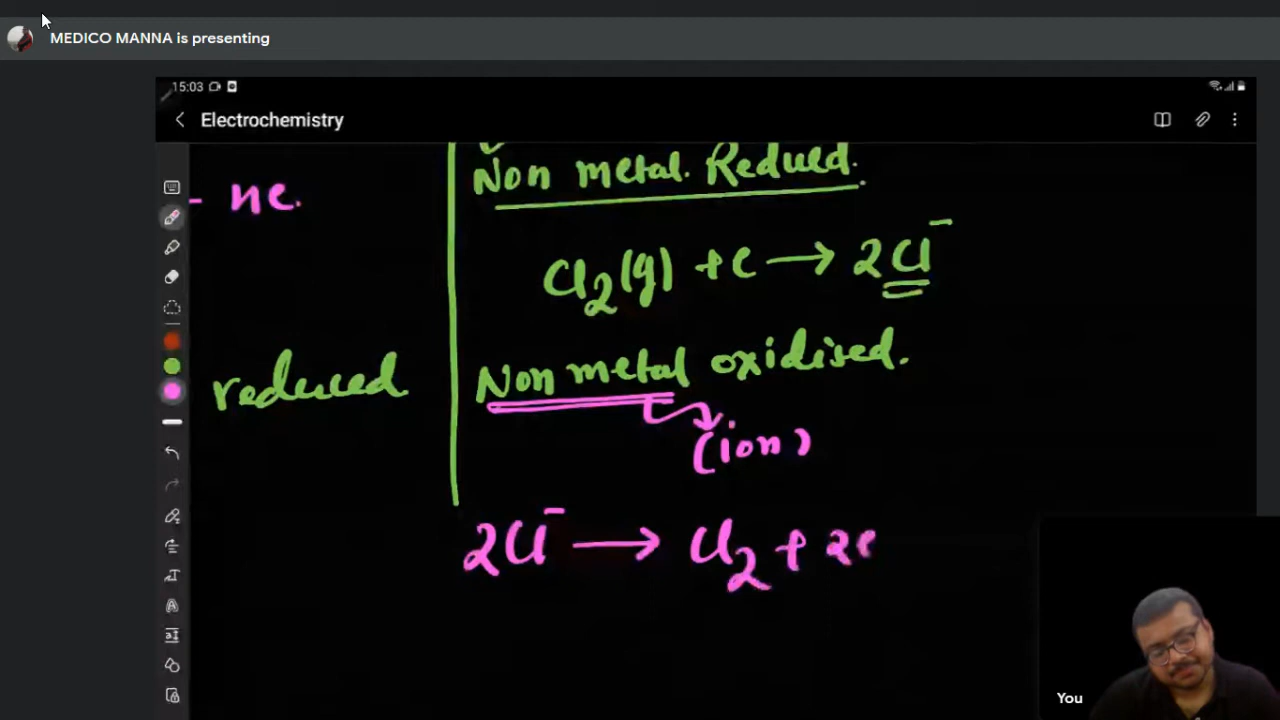 MEDICO MANNA is presenting
15:03
Electrochemistry
Non metal. Reduced.
- ne.
Cl2(g) + e → 2Cl⁻
Non metal oxidised.
reduced
(ion)
2Cl⁻ → Cl2 + 2e
You